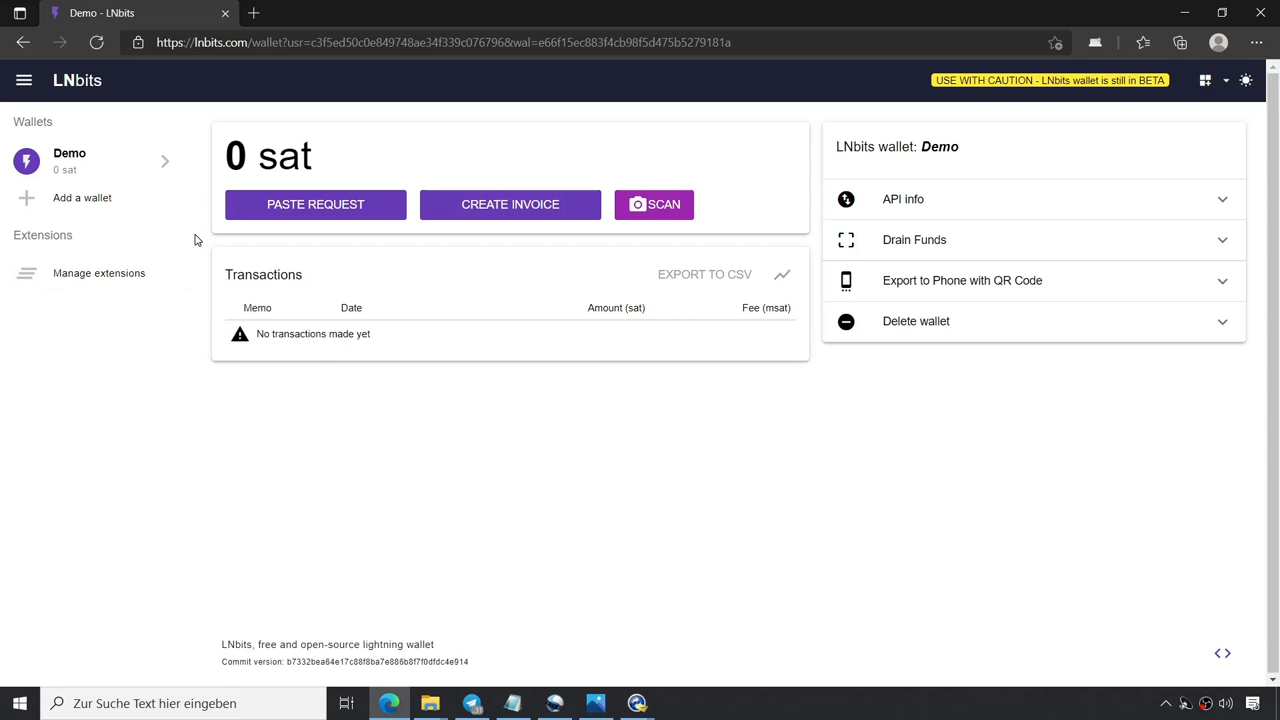 Demo - LNbits
https://lnbits.com/wallet?usr=c3f5ed50c0e849748ae34f339c076796&wal=e66f15ec883f4cb98f5d475b5279181a
LNbits
USE WITH CAUTION - LNbits wallet is still in BETA
Wallets
Demo
0 sat
Add a wallet
Extensions
Manage extensions
0 sat
PASTE REQUEST
CREATE INVOICE
SCAN
Transactions
EXPORT TO CSV
Memo Date Amount (sat) Fee (msat)
No transactions made yet
LNbits wallet: Demo
API info
Drain Funds
Export to Phone with QR Code
Delete wallet
LNbits, free and open-source lightning wallet
Commit version: b7332bea64e17c88f8ba7e886b8f7f0dfdc4e914
Zur Suche Text hier eingeben